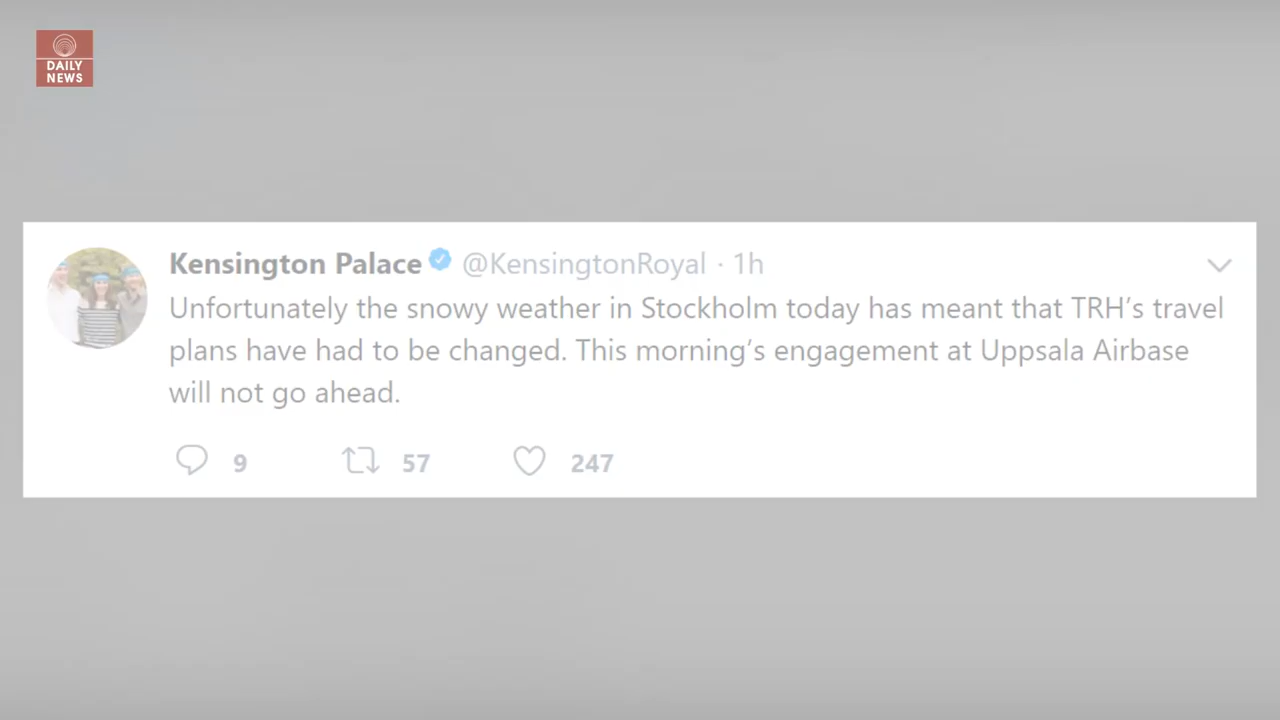 DAILY
NEWS
Kensington Palace @KensingtonRoyal · 1h
Unfortunately the snowy weather in Stockholm today has meant that TRH’s travel
plans have had to be changed. This morning’s engagement at Uppsala Airbase
will not go ahead.
9 57 247